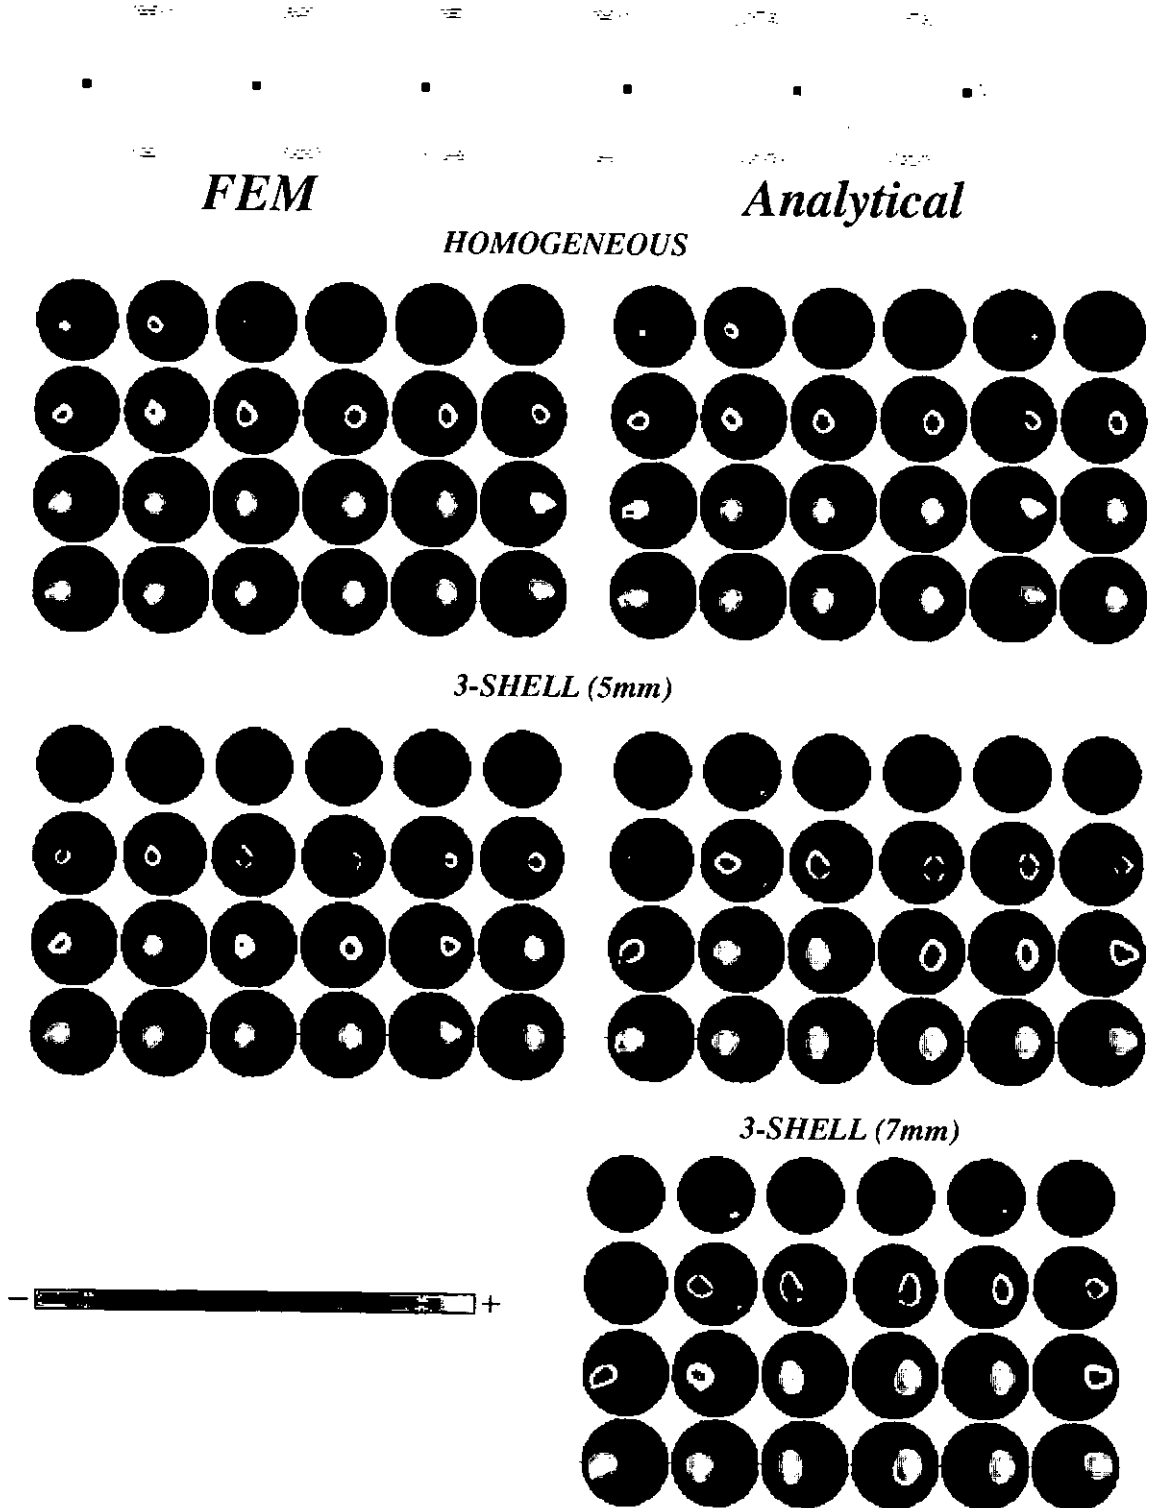 FEM
Analytical
HOMOGENEOUS
3-SHELL (5mm)
3-SHELL (7mm)
− +